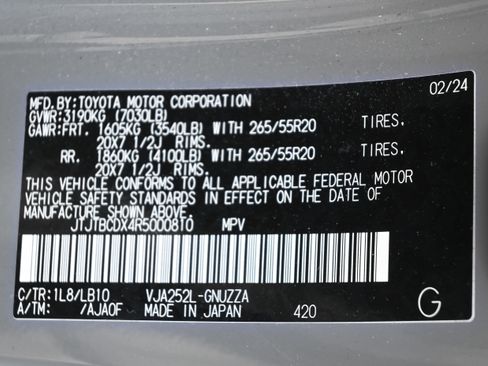 MFD. BY: TOYOTA MOTOR CORPORATION 02/24
GVWR: 3190KG (7030LB)
GAWR: FRT. 1605KG (3540LB) WITH 265/55R20 TIRES.
20X7 1/2J RIMS.
RR. 1860KG (4100LB) WITH 265/55R20 TIRES.
20X7 1/2J RIMS.
THIS VEHICLE CONFORMS TO ALL APPLICABLE FEDERAL MOTOR
VEHICLE SAFETY STANDARDS IN EFFECT ON THE DATE OF
MANUFACTURE SHOWN ABOVE.
JTJTBCDX4R5000810 MPV
C/TR: 1L8/LB10 VJA252L-GNUZZA
A/TM: /AJA0F MADE IN JAPAN 420 G